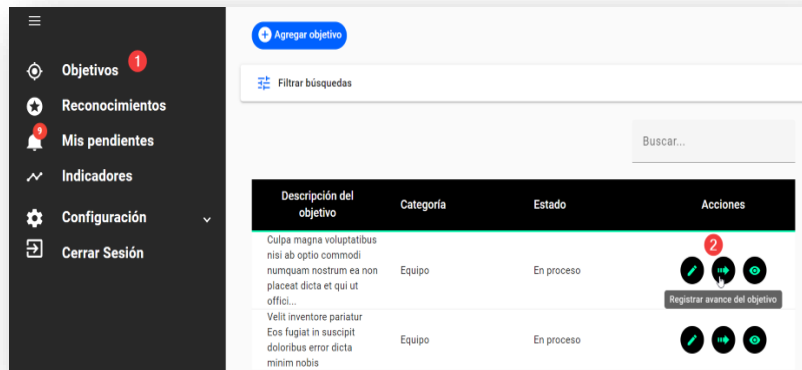 Objetivos
1
Reconocimientos
9
Mis pendientes
Indicadores
Configuración
Cerrar Sesión
Agregar objetivo
Filtrar búsquedas
Buscar...
Descripción del
objetivo
Categoría
Estado
Acciones
Culpa magna voluptatibus
nisi ab optio commodi
numquam nostrum ea non
placeat dicta et qui ut
offici...
Equipo
En proceso
2
Registrar avance del objetivo
Velit inventore pariatur
Eos fugiat in suscipit
doloribus error dicta
minim nobis
Equipo
En proceso